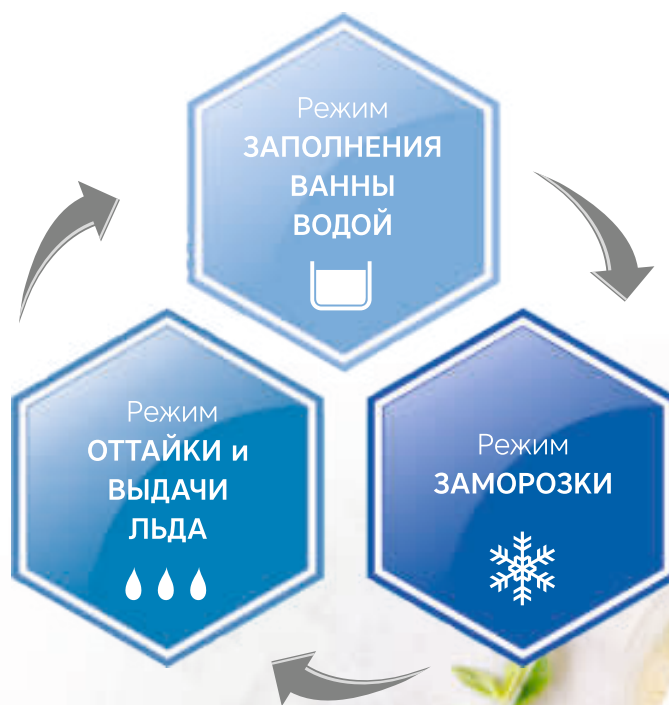 Режим
ЗАПОЛНЕНИЯ
ВАННЫ
ВОДОЙ
Режим
ОТТАЙКИ и
ВЫДАЧИ
ЛЬДА
Режим
ЗАМОРОЗКИ